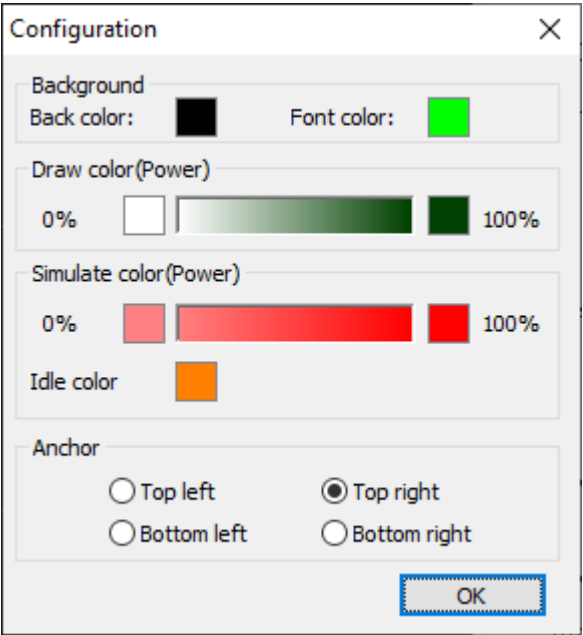 Configuration
Background
Back color:
Font color:
Draw color(Power)
0%
100%
Simulate color(Power)
0%
100%
Idle color
Anchor
Top left
Top right
Bottom left
Bottom right
OK